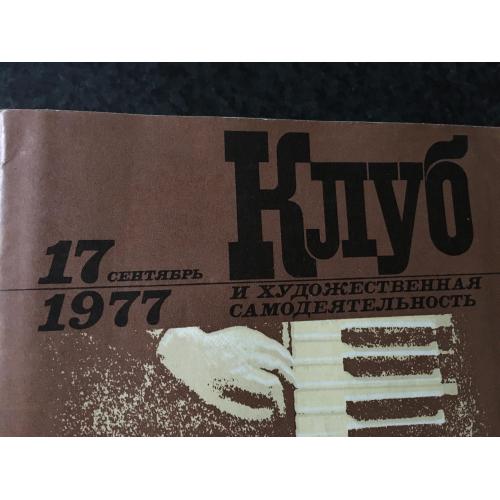 Клуб
17 СЕНТЯБРЬ
1977
И ХУДОЖЕСТВЕННАЯ
САМОДЕЯТЕЛЬНОСТЬ